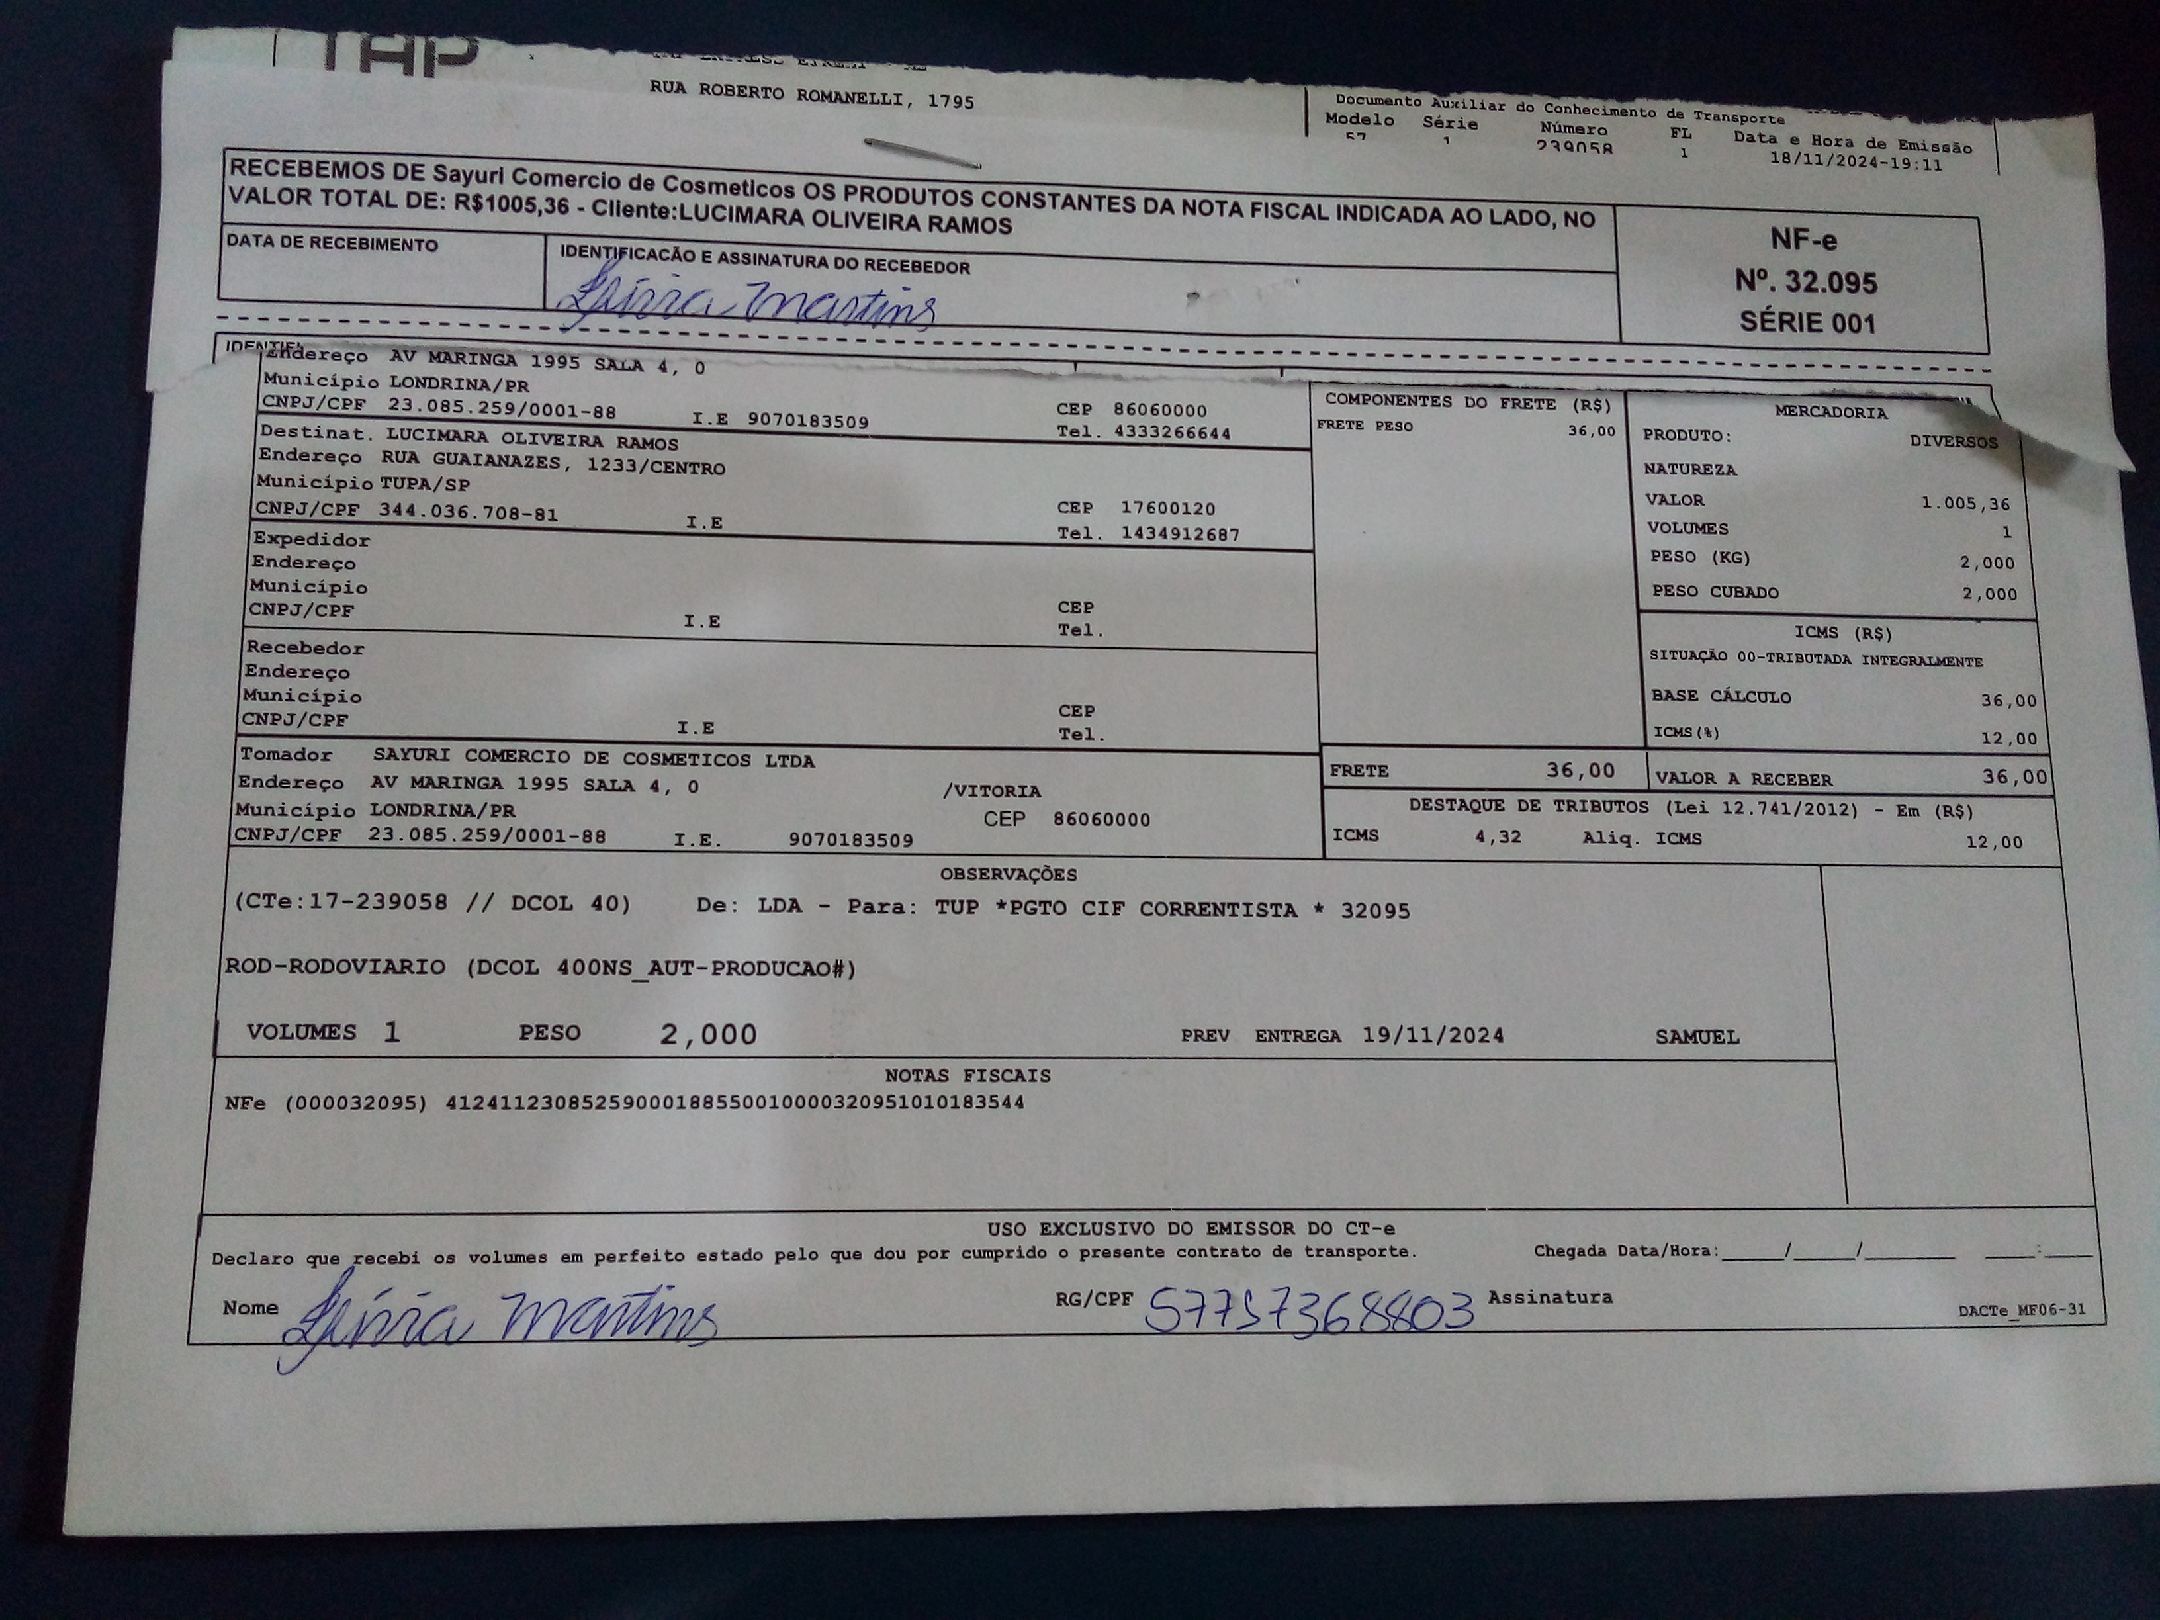 TAP
RUA ROBERTO ROMANELLI, 1795
Documento Auxiliar do Conhecimento de Transporte
Modelo Série Número FL Data e Hora de Emissão
57 1 239058 1 18/11/2024-19:11
RECEBEMOS DE Sayuri Comercio de Cosmeticos OS PRODUTOS CONSTANTES DA NOTA FISCAL INDICADA AO LADO, NO
VALOR TOTAL DE: R$1005,36 - Cliente:LUCIMARA OLIVEIRA RAMOS
DATA DE RECEBIMENTO
IDENTIFICAÇÃO E ASSINATURA DO RECEBEDOR
Lívia Martins
NF-e
Nº. 32.095
SÉRIE 001
Endereço AV MARINGA 1995 SALA 4, 0
Município LONDRINA/PR
CNPJ/CPF 23.085.259/0001-88 I.E 9070183509
CEP 86060000
Tel. 4333266644
Destinat. LUCIMARA OLIVEIRA RAMOS
Endereço RUA GUAIANAZES, 1233/CENTRO
Município TUPA/SP
CNPJ/CPF 344.036.708-81 I.E
CEP 17600120
Tel. 1434912687
Expedidor
Endereço
Município
CNPJ/CPF I.E
CEP
Tel.
Recebedor
Endereço
Município
CNPJ/CPF I.E
CEP
Tel.
Tomador SAYURI COMERCIO DE COSMETICOS LTDA
Endereço AV MARINGA 1995 SALA 4, 0 /VITORIA
Município LONDRINA/PR CEP 86060000
CNPJ/CPF 23.085.259/0001-88 I.E. 9070183509
COMPONENTES DO FRETE (R$)
FRETE PESO 36,00
MERCADORIA
PRODUTO: DIVERSOS
NATUREZA
VALOR 1.005,36
VOLUMES 1
PESO (KG) 2,000
PESO CUBADO 2,000
ICMS (R$)
SITUAÇÃO 00-TRIBUTADA INTEGRALMENTE
BASE CÁLCULO 36,00
ICMS(%) 12,00
FRETE 36,00 VALOR A RECEBER 36,00
DESTAQUE DE TRIBUTOS (Lei 12.741/2012) - Em (R$)
ICMS 4,32 Aliq. ICMS 12,00
OBSERVAÇÕES
(CTe:17-239058 // DCOL 40) De: LDA - Para: TUP *PGTO CIF CORRENTISTA * 32095
ROD-RODOVIARIO (DCOL 400NS_AUT-PRODUCAO#)
VOLUMES 1 PESO 2,000 PREV ENTREGA 19/11/2024 SAMUEL
NOTAS FISCAIS
NFe (000032095) 41241123085259000188550010000320951010183544
USO EXCLUSIVO DO EMISSOR DO CT-e
Declaro que recebi os volumes em perfeito estado pelo que dou por cumprido o presente contrato de transporte. Chegada Data/Hora:_____/_____/_______ ____:____
Nome Lívia Martins RG/CPF 57757368803 Assinatura
DACTe_MF06-31